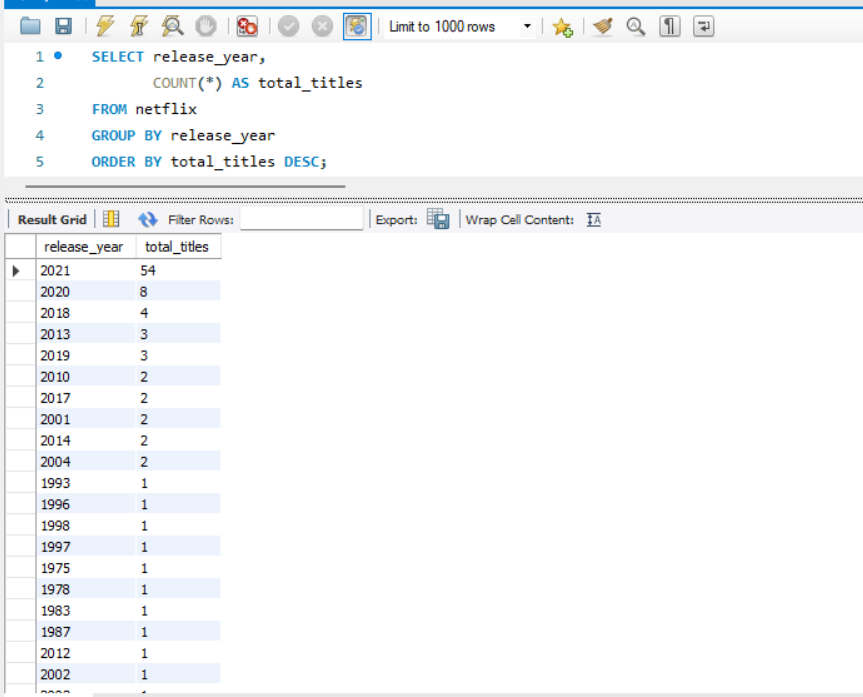 Limit to 1000 rows
1 SELECT release_year,
2 COUNT(*) AS total_titles
3 FROM netflix
4 GROUP BY release_year
5 ORDER BY total_titles DESC;
Result Grid Filter Rows: Export: Wrap Cell Content: IA
release_year total_titles
2021 54
2020 8
2018 4
2013 3
2019 3
2010 2
2017 2
2001 2
2014 2
2004 2
1993 1
1996 1
1998 1
1997 1
1975 1
1978 1
1983 1
1987 1
2012 1
2002 1